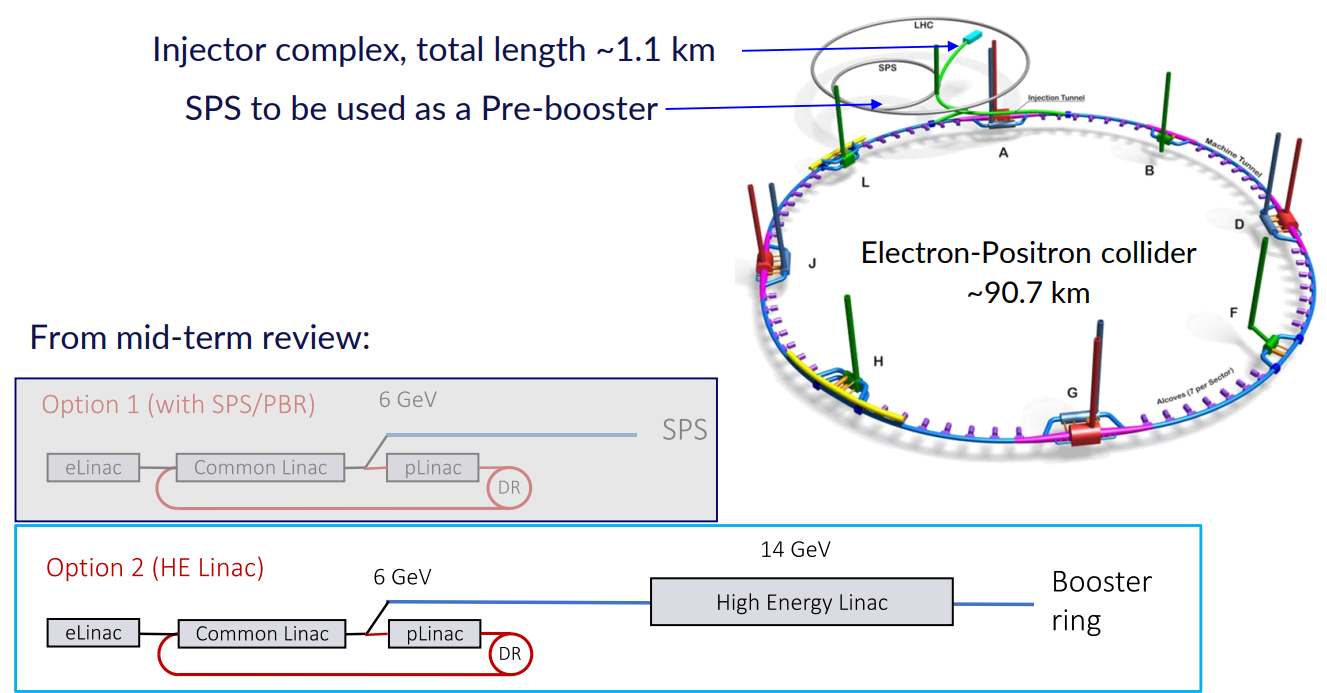 Injector complex, total length ~1.1 km
SPS to be used as a Pre-booster
LHC
SPS
Injection Tunnel
A
B
Machine Tunnel
L
D
J
Electron-Positron collider
~90.7 km
F
H
G
Alcoves (7 per Sector)
From mid-term review:
Option 1 (with SPS/PBR)
6 GeV
SPS
eLinac
Common Linac
pLinac
DR
Option 2 (HE Linac)
6 GeV
14 GeV
High Energy Linac
Booster
ring
eLinac
Common Linac
pLinac
DR